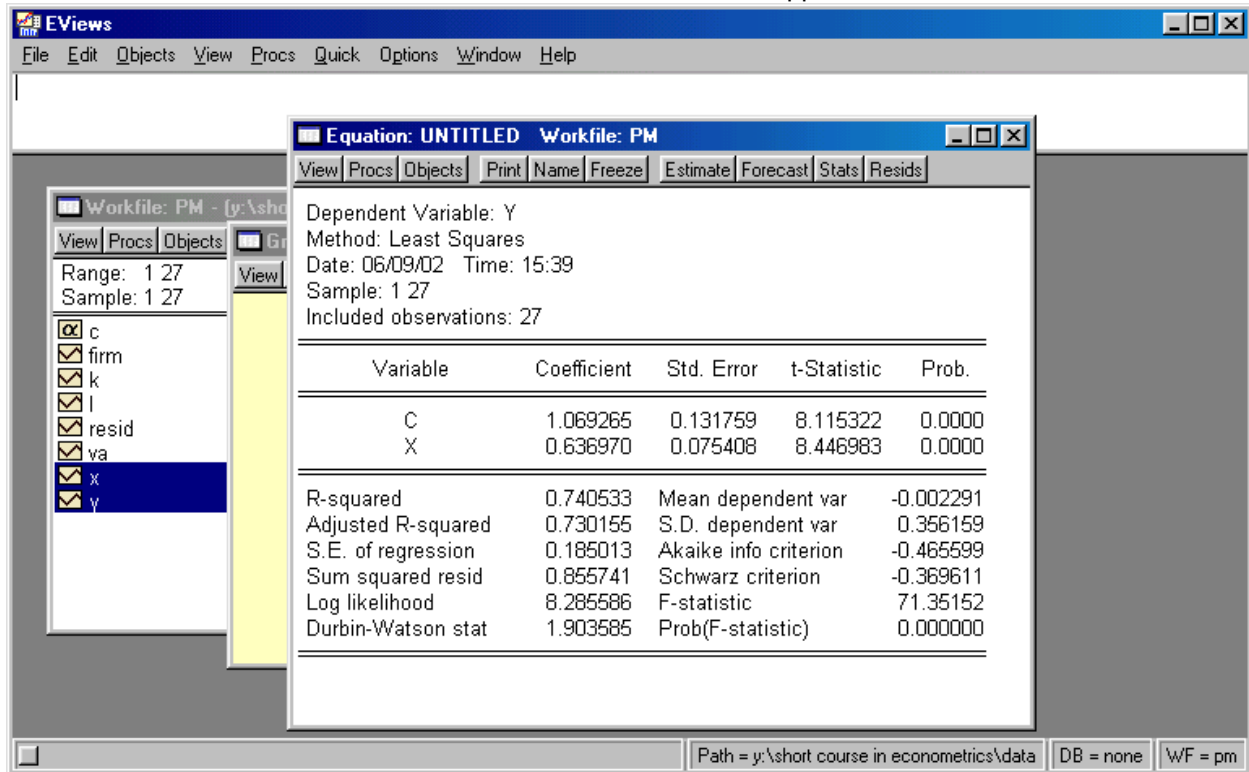 EViews
File Edit Objects View Procs Quick Options Window Help
Equation: UNTITLED Workfile: PM
View Procs Objects Print Name Freeze Estimate Forecast Stats Resids
Workfile: PM - (y:\sho
View Procs Objects
Range: 1 27
Sample: 1 27
c
firm
k
l
resid
va
x
y
Gr
View
Dependent Variable: Y
Method: Least Squares
Date: 06/09/02 Time: 15:39
Sample: 1 27
Included observations: 27
Variable Coefficient Std. Error t-Statistic Prob.
C 1.069265 0.131759 8.115322 0.0000
X 0.636970 0.075408 8.446983 0.0000
R-squared 0.740533 Mean dependent var -0.002291
Adjusted R-squared 0.730155 S.D. dependent var 0.356159
S.E. of regression 0.185013 Akaike info criterion -0.465599
Sum squared resid 0.855741 Schwarz criterion -0.369611
Log likelihood 8.285586 F-statistic 71.35152
Durbin-Watson stat 1.903585 Prob(F-statistic) 0.000000
Path = y:\short course in econometrics\data DB = none WF = pm